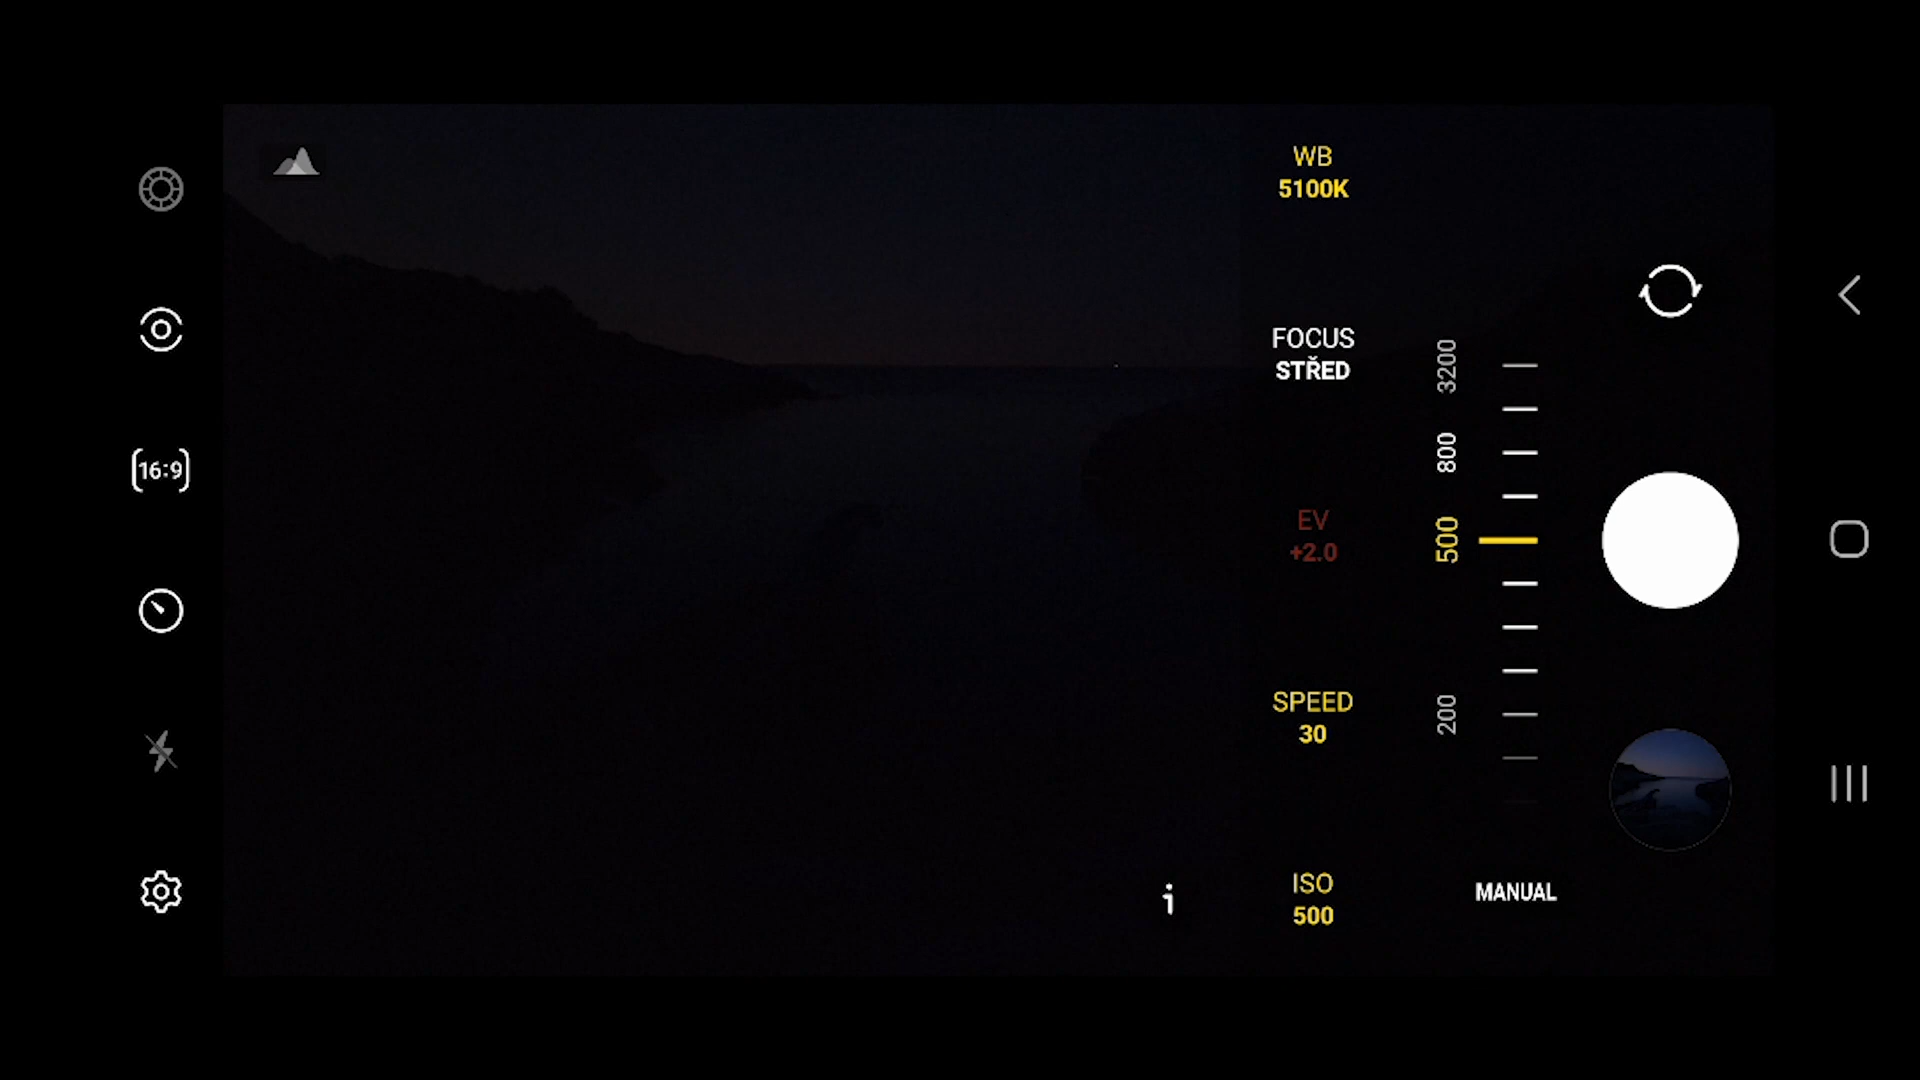 16:9
WB
5100K
FOCUS
STŘED
EV
+2.0
SPEED
30
ISO
500
3200
800
500
200
MANUAL